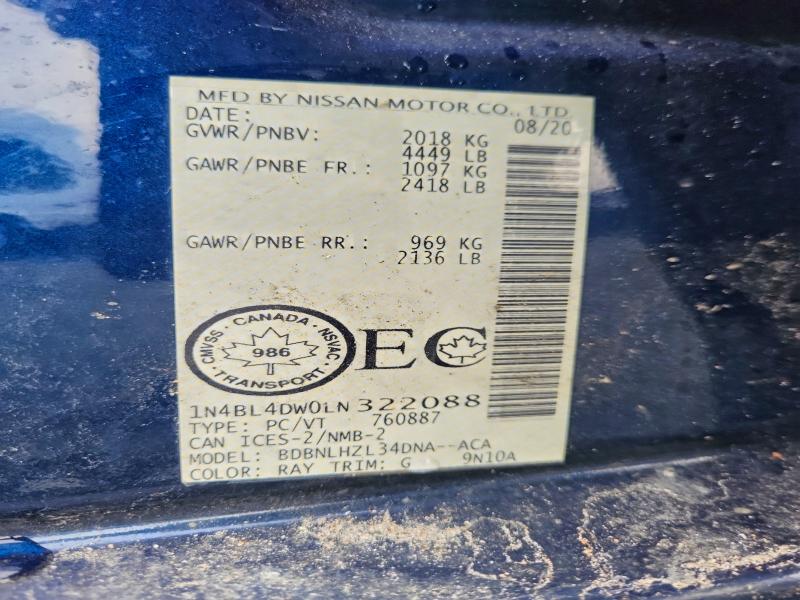 MFD BY NISSAN MOTOR CO., LTD
DATE: 08/20
GVWR/PNBV: 2018 KG
4449 LB
GAWR/PNBE FR.: 1097 KG
2418 LB
GAWR/PNBE RR.: 969 KG
2136 LB
CMVSS · CANADA · NSVAC · TRANSPORT ·
986
EC
1N4BL4DW0LN322088
TYPE: PC/VT 760887
CAN ICES-2/NMB-2
MODEL: BDBNLHZL34DNA--ACA
COLOR: RAY TRIM: G 9N10A